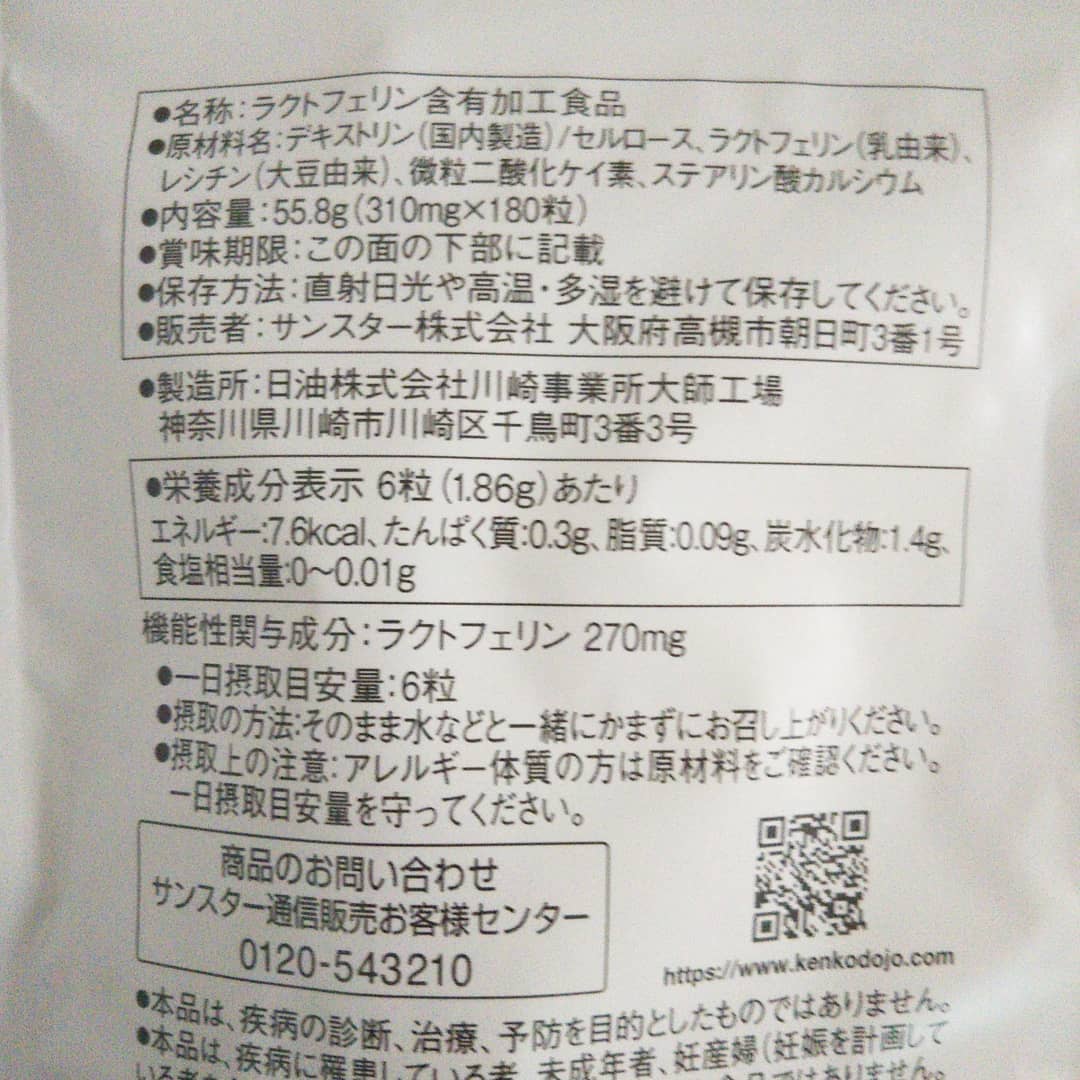 ●名称:ラクトフェリン含有加工食品
●原材料名:デキストリン(国内製造)/セルロース、ラクトフェリン(乳由来)、
レシチン(大豆由来)、微粒二酸化ケイ素、ステアリン酸カルシウム
●内容量:55.8g(310mg×180粒)
●賞味期限:この面の下部に記載
●保存方法:直射日光や高温・多湿を避けて保存してください。
●販売者:サンスター株式会社 大阪府高槻市朝日町3番1号
●製造所:日油株式会社川崎事業所大師工場
神奈川県川崎市川崎区千鳥町3番3号
●栄養成分表示 6粒(1.86g)あたり
エネルギー:7.6kcal、たんぱく質:0.3g、脂質:0.09g、炭水化物:1.4g、
食塩相当量:0〜0.01g
機能性関与成分:ラクトフェリン 270mg
●一日摂取目安量:6粒
●摂取の方法:そのまま水などと一緒にかまずにお召し上がりください。
●摂取上の注意:アレルギー体質の方は原材料をご確認ください。
一日摂取目安量を守ってください。
商品のお問い合わせ
サンスター通信販売お客様センター
0120-543210
https://www.kenkodojo.com
●本品は、疾病の診断、治療、予防を目的としたものではありません。
●本品は、疾病に罹患している者、未成年者、妊産婦(妊娠を計画して